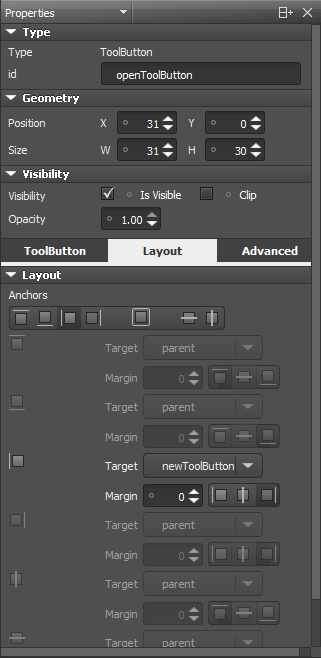 Properties
Type
Type ToolButton
id openToolButton
Geometry
Position X 31 Y 0
Size W 31 H 30
Visibility
Visibility Is Visible Clip
Opacity 1.00
ToolButton Layout Advanced
Layout
Anchors
Target parent
Margin 0
Target parent
Margin 0
Target newToolButton
Margin 0
Target parent
Margin 0
Target parent
Margin 0
Target parent